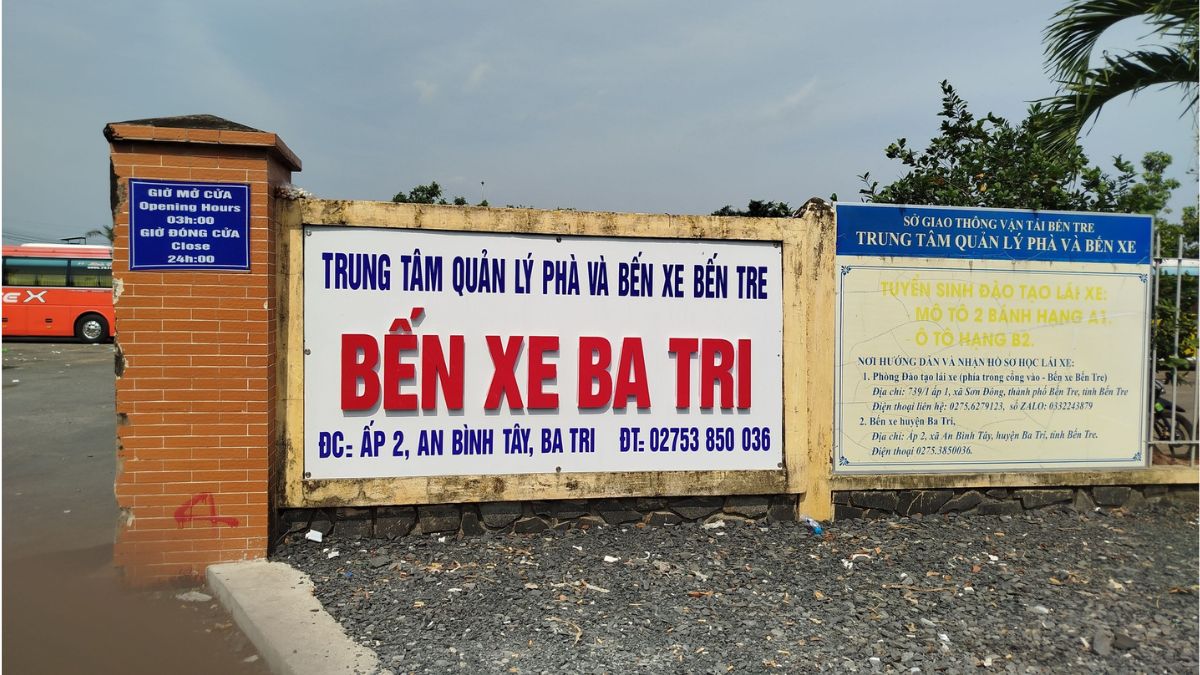 GIỜ MỞ CỬA
Opening Hours
03h:00
GIỜ ĐÓNG CỬA
Close
24h:00
TRUNG TÂM QUẢN LÝ PHÀ VÀ BẾN XE BẾN TRE
BẾN XE BA TRI
ĐC: ẤP 2, AN BÌNH TÂY, BA TRI ĐT: 02753 850 036
SỞ GIAO THÔNG VẬN TẢI BẾN TRE
TRUNG TÂM QUẢN LÝ PHÀ VÀ BẾN XE
TUYỂN SINH ĐÀO TẠO LÁI XE:
MÔ TÔ 2 BÁNH HẠNG A1.
Ô TÔ HẠNG B2.
NƠI HƯỚNG DẪN VÀ NHẬN HỒ SƠ HỌC LÁI XE:
1. Phòng Đào tạo lái xe (phía trong cổng vào - Bến xe Bến Tre)
Địa chỉ: 739/1 ấp 1, xã Sơn Đông, thành phố Bến Tre, tỉnh Bến Tre
Điện thoại liên hệ: 0275.6279123, số ZALO: 0332243879
2. Bến xe huyện Ba Tri,
Địa chỉ: Ấp 2, xã An Bình Tây, huyện Ba Tri, tỉnh Bến Tre.
Điện thoại 0275.3850036.